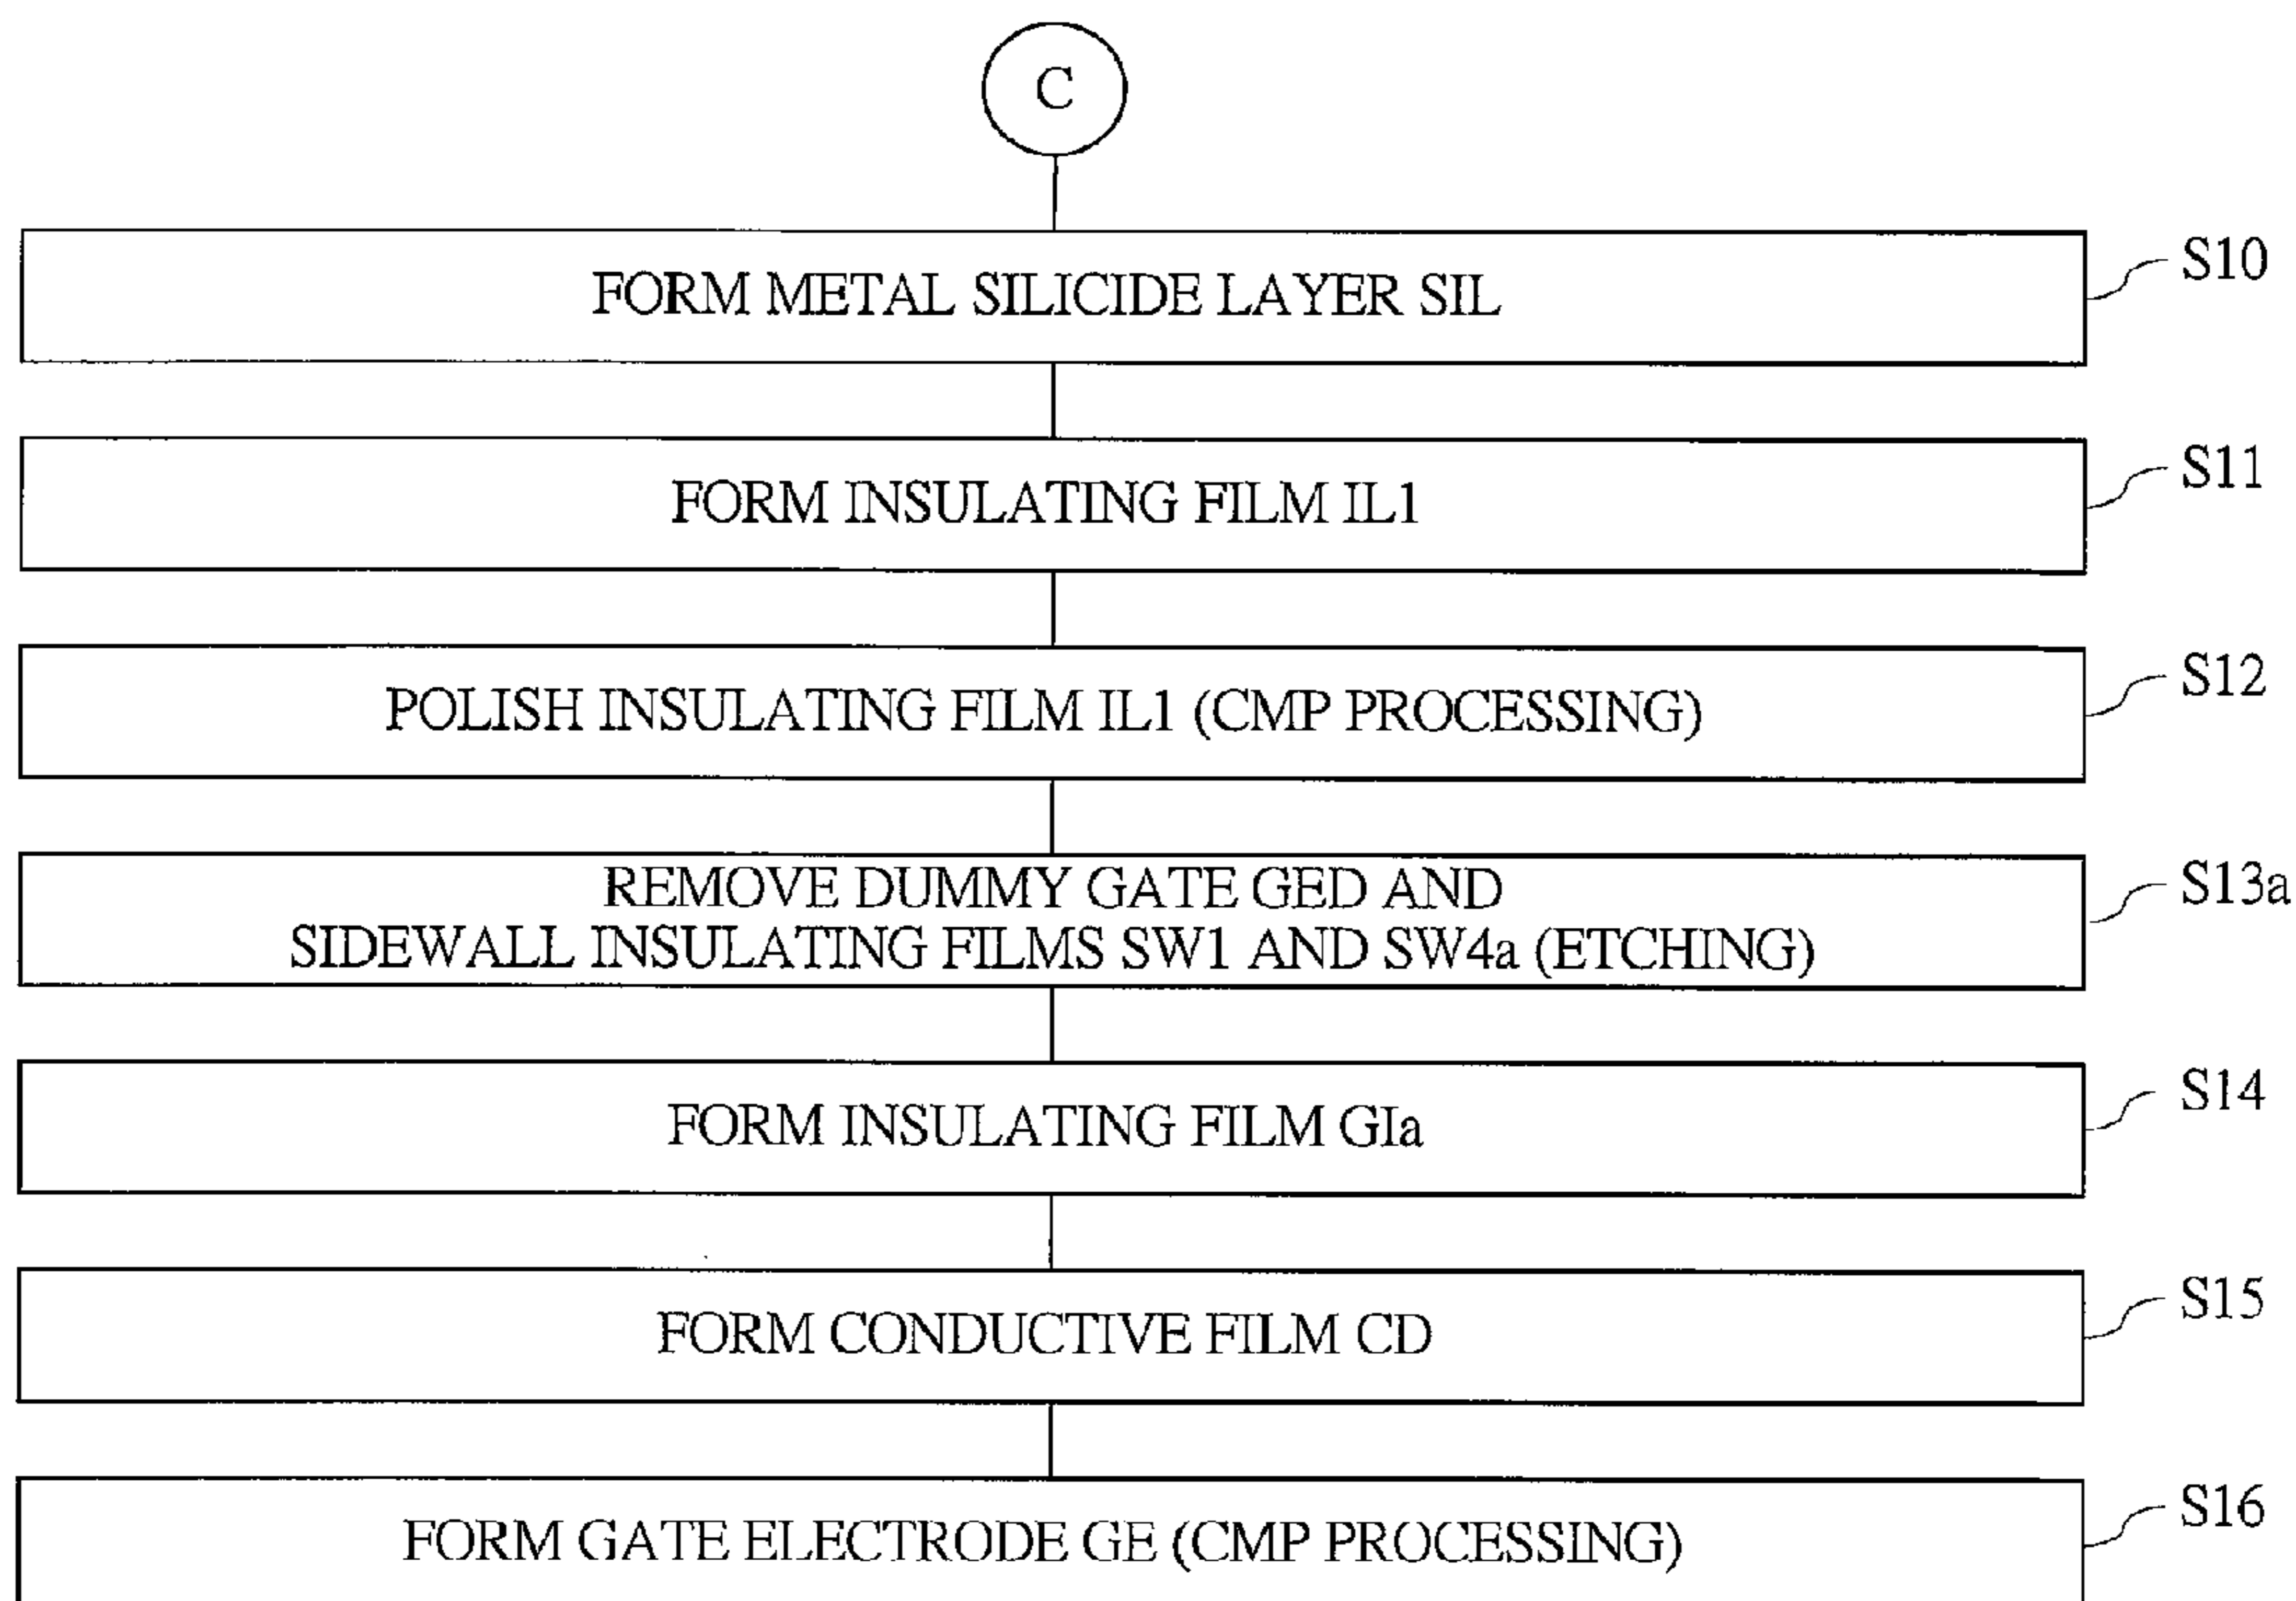 C
FORM METAL SILICIDE LAYER SIL
S10
FORM INSULATING FILM IL1
S11
POLISH INSULATING FILM IL1 (CMP PROCESSING)
S12
REMOVE DUMMY GATE GED AND
SIDEWALL INSULATING FILMS SW1 AND SW4a (ETCHING)
S13a
FORM INSULATING FILM GIa
S14
FORM CONDUCTIVE FILM CD
S15
FORM GATE ELECTRODE GE (CMP PROCESSING)
S16